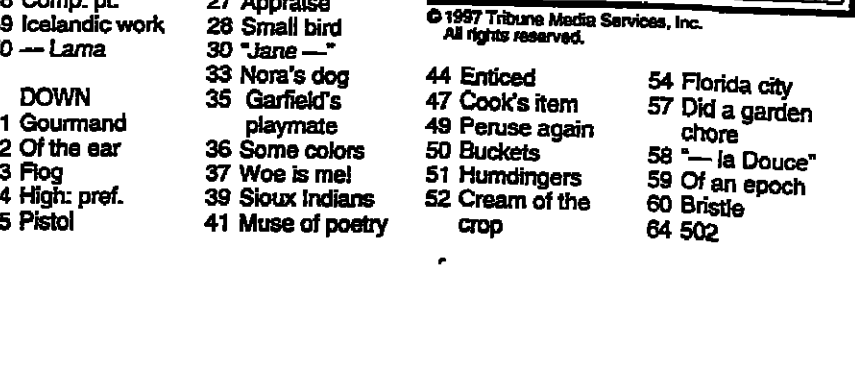 8 Comp. pt.
9 Icelandic work
0 — Lama
DOWN
1 Gourmand
2 Of the ear
3 Flog
4 High: pref.
5 Pistol
27 Appraise
28 Small bird
30 "Jane —"
33 Nora's dog
35 Garfield's
playmate
36 Some colors
37 Woe is me!
39 Sioux Indians
41 Muse of poetry
© 1997 Tribune Media Services, Inc.
All rights reserved.
44 Enticed
47 Cook's item
49 Peruse again
50 Buckets
51 Humdingers
52 Cream of the
crop
54 Florida city
57 Did a garden
chore
58 "— la Douce"
59 Of an epoch
60 Bristle
64 502